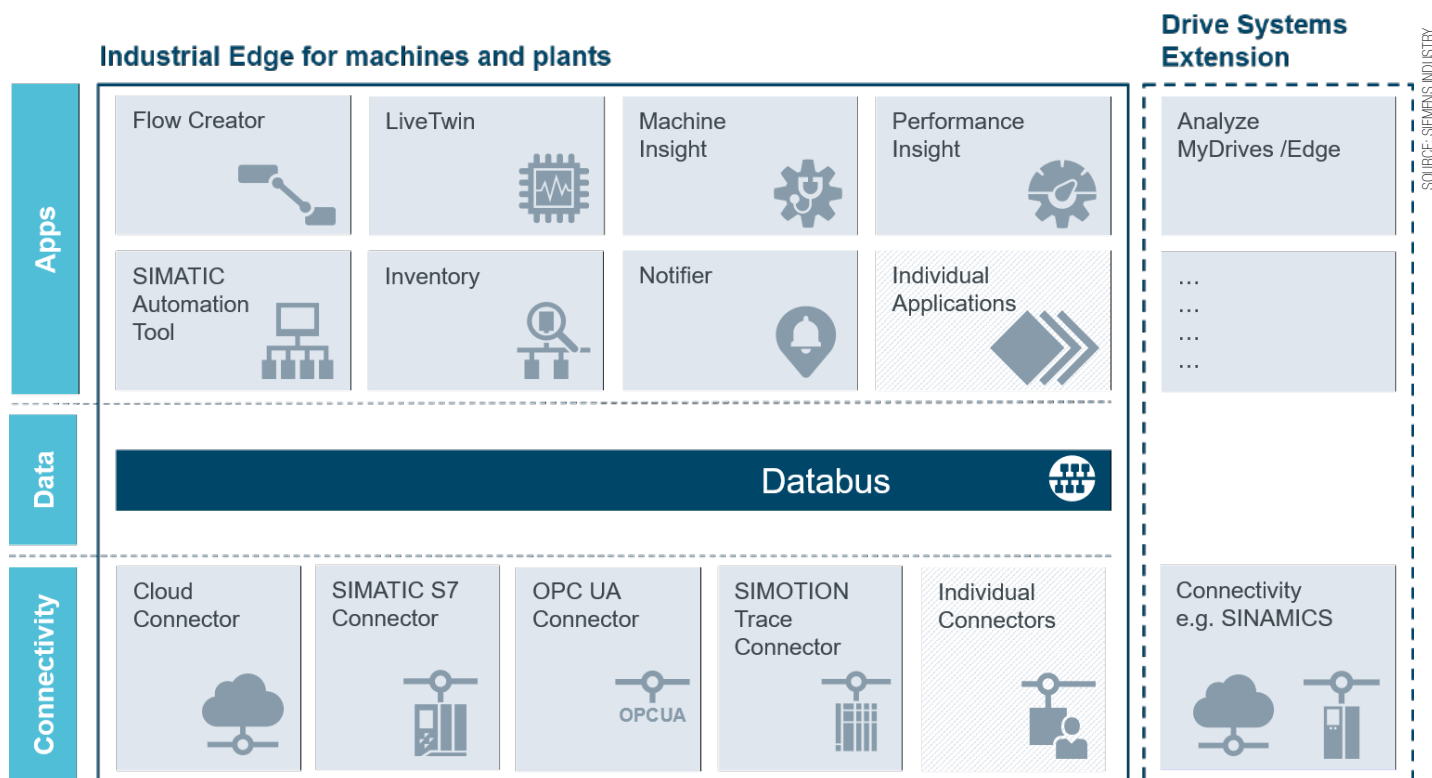 Industrial Edge for machines and plants
Drive Systems
Extension
SOURCE: SIEMENS INDUSTRY
Apps
Flow Creator
LiveTwin
Machine
Insight
Performance
Insight
Analyze
MyDrives /Edge
SIMATIC
Automation
Tool
Inventory
Notifier
Individual
Applications
...
...
...
...
Data
Databus
Connectivity
Cloud
Connector
SIMATIC S7
Connector
OPC UA
Connector
OPCUA
SIMOTION
Trace
Connector
Individual
Connectors
Connectivity
e.g. SINAMICS